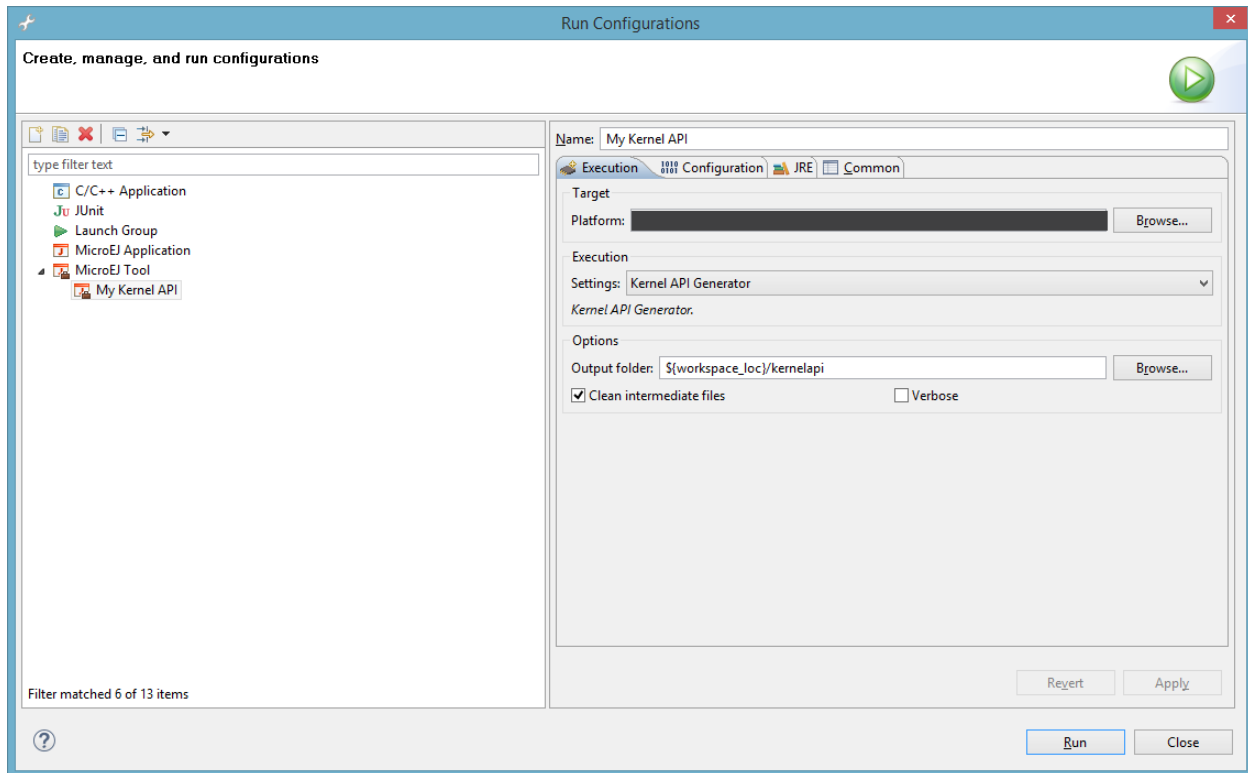 Run Configurations
Create, manage, and run configurations
type filter text
C/C++ Application
JUnit
Launch Group
MicroEJ Application
MicroEJ Tool
My Kernel API
Filter matched 6 of 13 items
Name: My Kernel API
Execution Configuration JRE Common
Target
Platform: Browse...
Execution
Settings: Kernel API Generator
Kernel API Generator.
Options
Output folder: ${workspace_loc}/kernelapi Browse...
Clean intermediate files Verbose
Revert Apply
Run Close